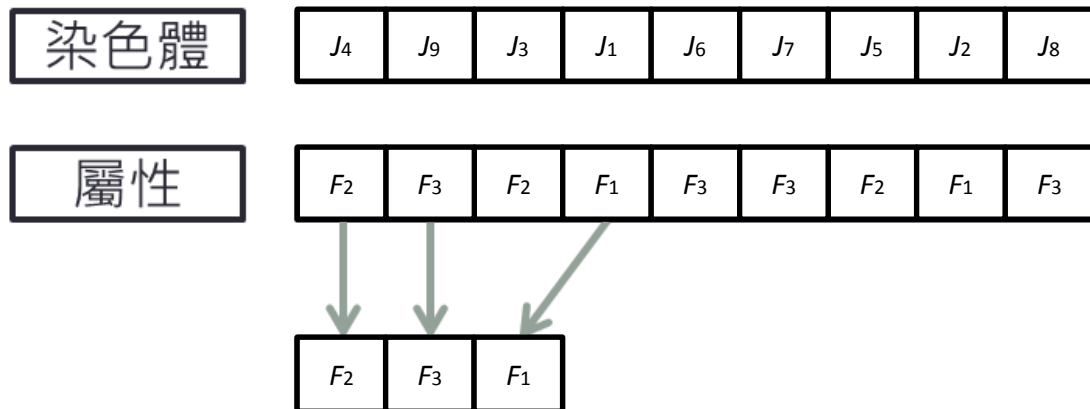 染色體 J4 J9 J3 J1 J6 J7 J5 J2 J8
屬性 F2 F3 F2 F1 F3 F3 F2 F1 F3
F2 F3 F1